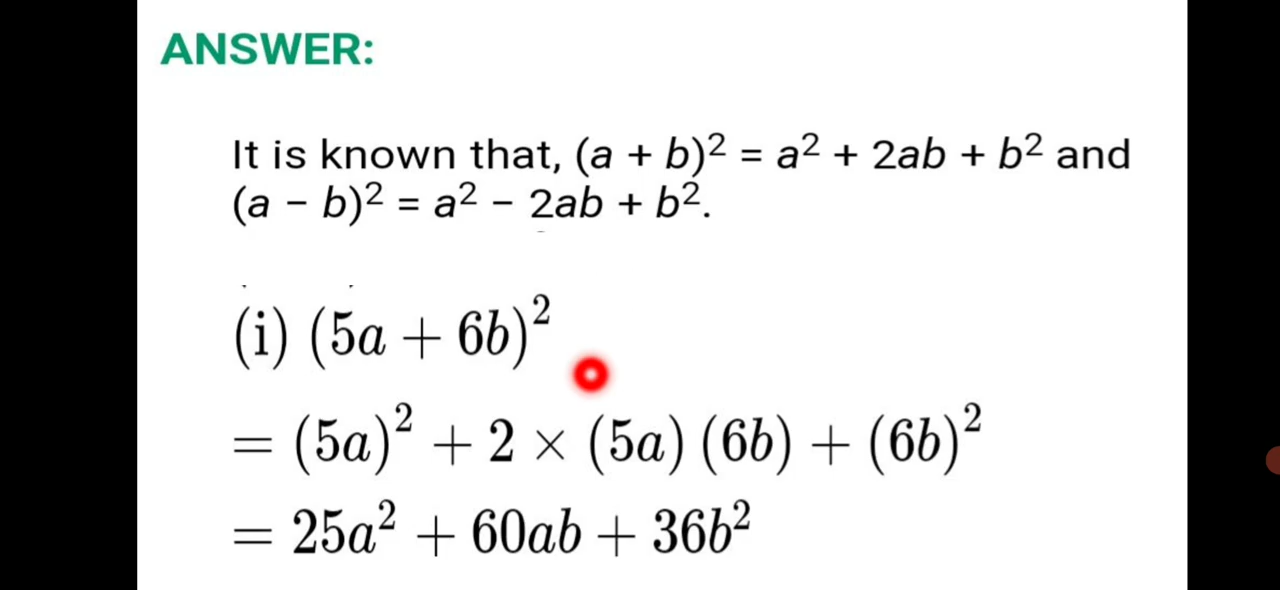 ANSWER:
It is known that, (a + b)² = a² + 2ab + b² and
(a − b)² = a² − 2ab + b².
(i) (5a + 6b)²
= (5a)² + 2 × (5a) (6b) + (6b)²
= 25a² + 60ab + 36b²